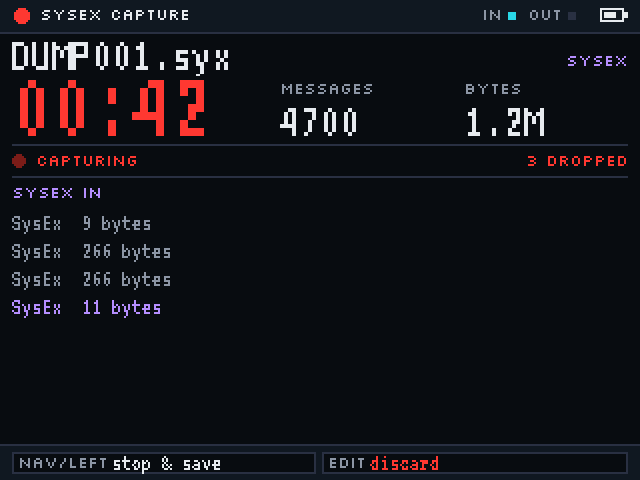 SYSEX CAPTURE IN OUT
DUMP001.syx SYSEX
00:42 MESSAGES 4700 BYTES 1.2M
CAPTURING 3 DROPPED
SYSEX IN
SysEx 9 bytes
SysEx 266 bytes
SysEx 266 bytes
SysEx 11 bytes
NAV/LEFT stop & save EDIT discard